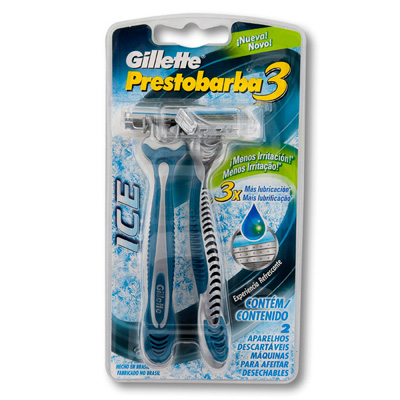 ¡Nueva!
Novo!
Gillette
Prestobarba3
¡Menos Irritación!*
Menos Irritação!*
3x
Más lubricación
Mais lubrificação
ICE
Experiencia Refrescante
Gillette
CONTÉM/
CONTENIDO
2
APARELHOS
DESCARTÁVEIS
MÁQUINAS
PARA AFEITAR
DESECHABLES
HECHO EN BRASIL
FABRICADO NO BRASIL